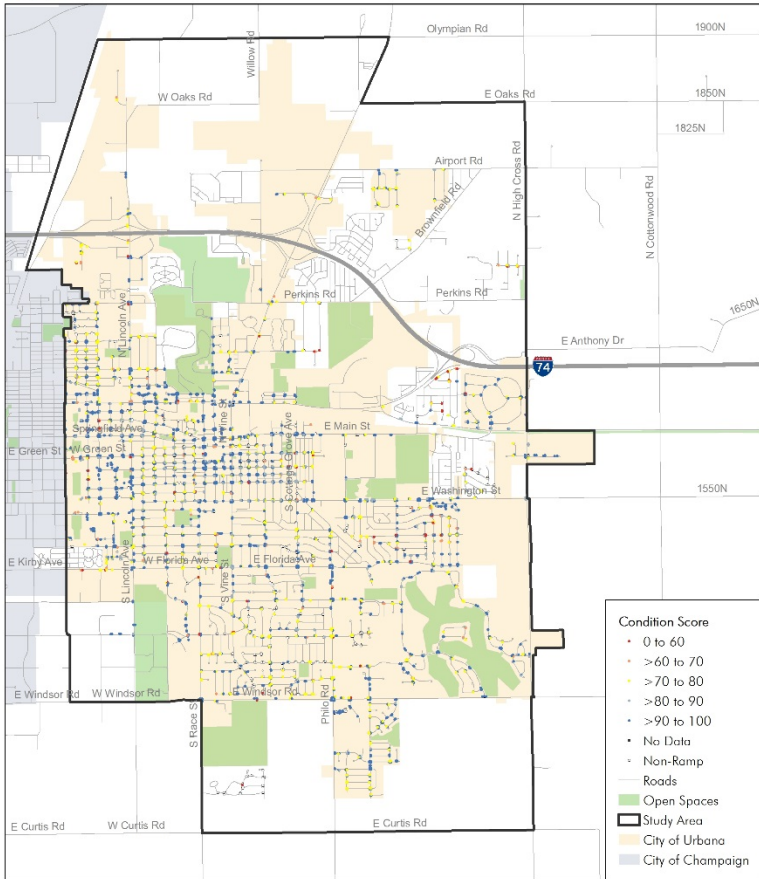 Olympian Rd
1900N
Willow Rd
W Oaks Rd
E Oaks Rd
1850N
1825N
Airport Rd
N High Cross Rd
Brownfield Rd
N Cottonwood Rd
Perkins Rd
Perkins Rd
1650N
N Lincoln Ave
E Anthony Dr
INTERSTATE
74
N Vine St
Springfield Ave
E Main St
E Green St
W Green St
S Cottage Grove Ave
E Washington St
1550N
E Kirby Ave
W Florida Ave
E Florida Ave
S Lincoln Ave
S Vine St
E Windsor Rd
W Windsor Rd
E Windsor Rd
S Race St
Philo Rd
E Curtis Rd
W Curtis Rd
E Curtis Rd
Condition Score
0 to 60
>60 to 70
>70 to 80
>80 to 90
>90 to 100
No Data
Non-Ramp
Roads
Open Spaces
Study Area
City of Urbana
City of Champaign